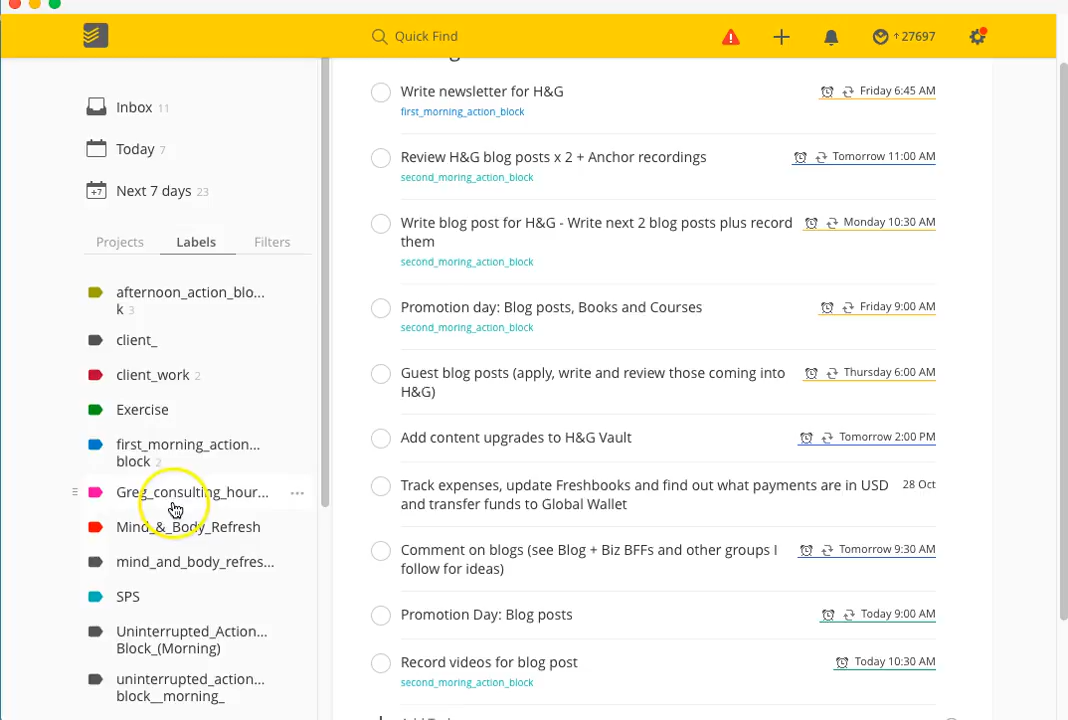 Quick Find
27697
Inbox 11
Today 7
Next 7 days 23
Projects Labels Filters
afternoon_action_blo...
k 3
client_
client_work 2
Exercise
first_morning_action...
block 2
Greg_consulting_hour...
Mind_&_Body_Refresh
mind_and_body_refres...
SPS
Uninterrupted_Action...
Block_(Morning)
uninterrupted_action...
block__morning_
Write newsletter for H&G
Friday 6:45 AM
first_morning_action_block
Review H&G blog posts x 2 + Anchor recordings
Tomorrow 11:00 AM
second_moring_action_block
Write blog post for H&G - Write next 2 blog posts plus record
them
Monday 10:30 AM
second_moring_action_block
Promotion day: Blog posts, Books and Courses
Friday 9:00 AM
second_moring_action_block
Guest blog posts (apply, write and review those coming into
H&G)
Thursday 6:00 AM
Add content upgrades to H&G Vault
Tomorrow 2:00 PM
Track expenses, update Freshbooks and find out what payments are in USD
and transfer funds to Global Wallet
28 Oct
Comment on blogs (see Blog + Biz BFFs and other groups I
follow for ideas)
Tomorrow 9:30 AM
Promotion Day: Blog posts
Today 9:00 AM
Record videos for blog post
Today 10:30 AM
second_moring_action_block